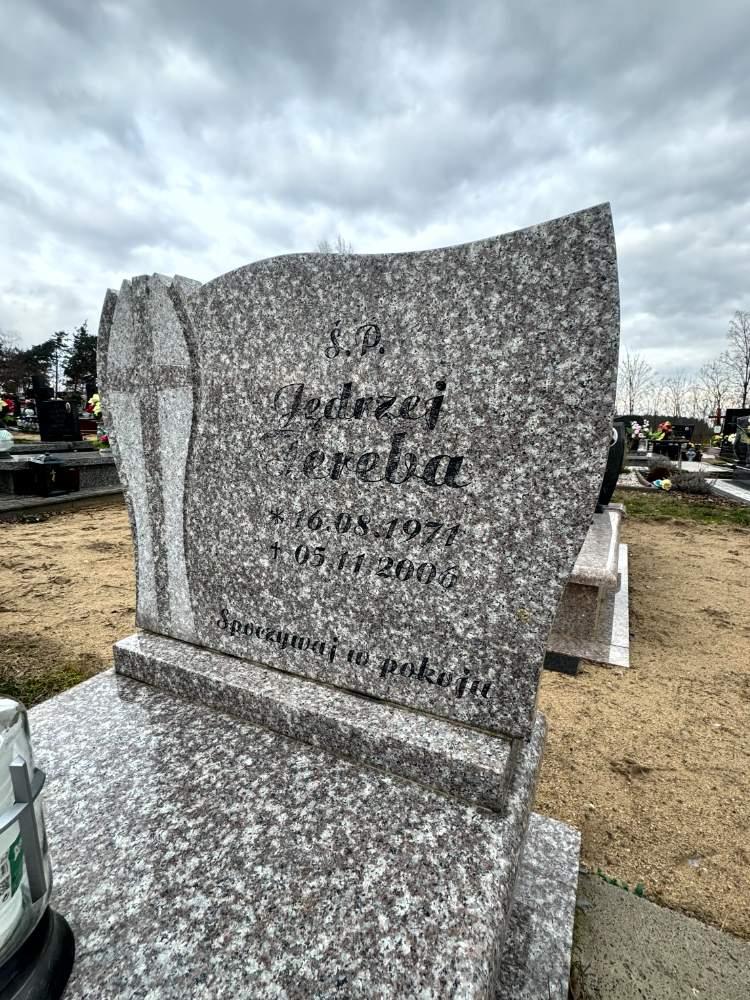 Ś.P.
Jędrzej
Zereba
* 16.08.1971
✝ 05.11.2006
Spoczywaj w pokoju